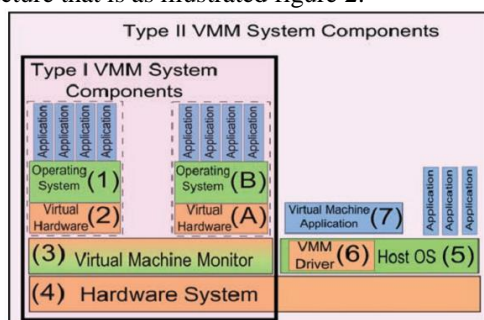 cture that is as illustrated figure 2.
Type II VMM System Components
Type I VMM System
Components
Application
Application
Application
Application
Application
Application
Application
Application
Operating
System (1)
Operating
System (B)
Virtual
Hardware (2)
Virtual
Hardware (A)
Virtual Machine
Application (7)
Application
Application
Application
(3) Virtual Machine Monitor
VMM
Driver (6)
Host OS (5)
(4) Hardware System